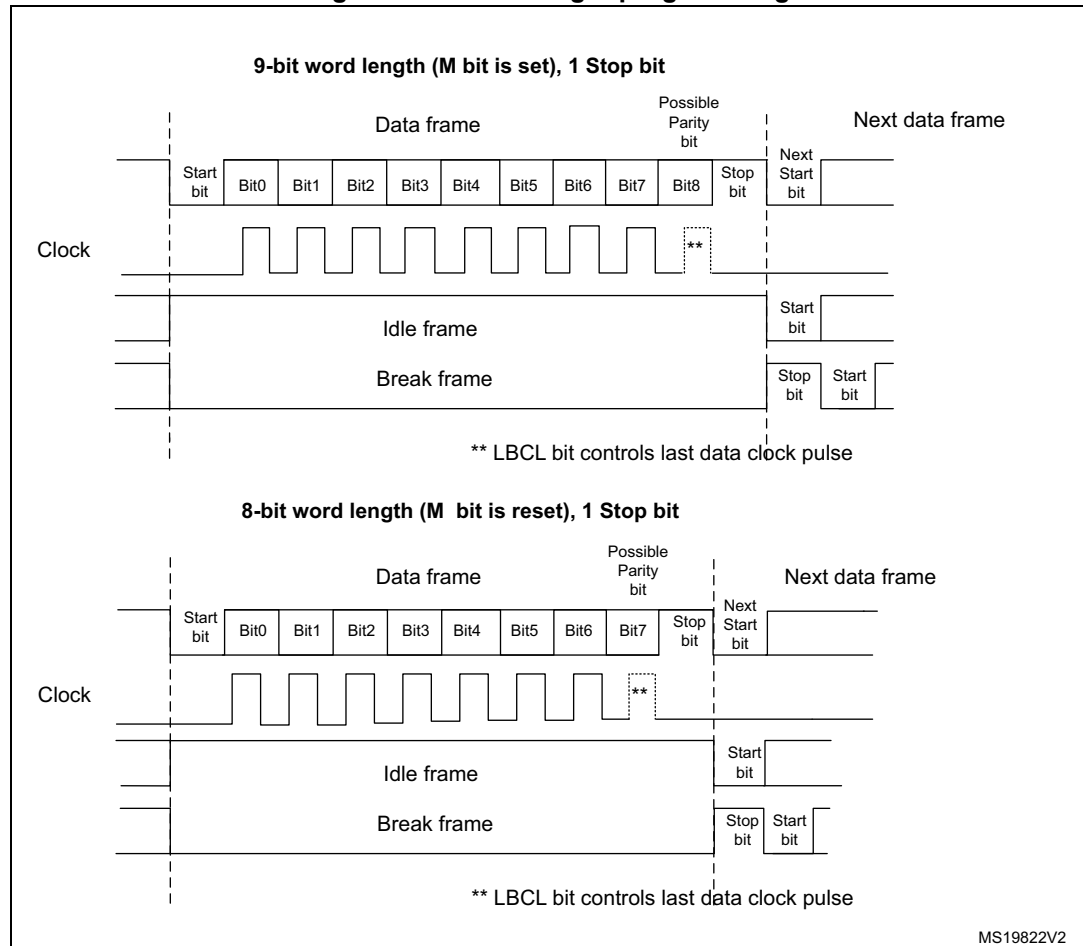 9-bit word length (M bit is set), 1 Stop bit
Data frame
Possible
Parity
bit
Next data frame
Start
bit
Bit0
Bit1
Bit2
Bit3
Bit4
Bit5
Bit6
Bit7
Bit8
Stop
bit
Next
Start
bit
Clock
**
Idle frame
Start
bit
Break frame
Stop
bit
Start
bit
** LBCL bit controls last data clock pulse
8-bit word length (M bit is reset), 1 Stop bit
Data frame
Possible
Parity
bit
Next data frame
Start
bit
Bit0
Bit1
Bit2
Bit3
Bit4
Bit5
Bit6
Bit7
Stop
bit
Next
Start
bit
Clock
**
Idle frame
Start
bit
Break frame
Stop
bit
Start
bit
** LBCL bit controls last data clock pulse
MS19822V2